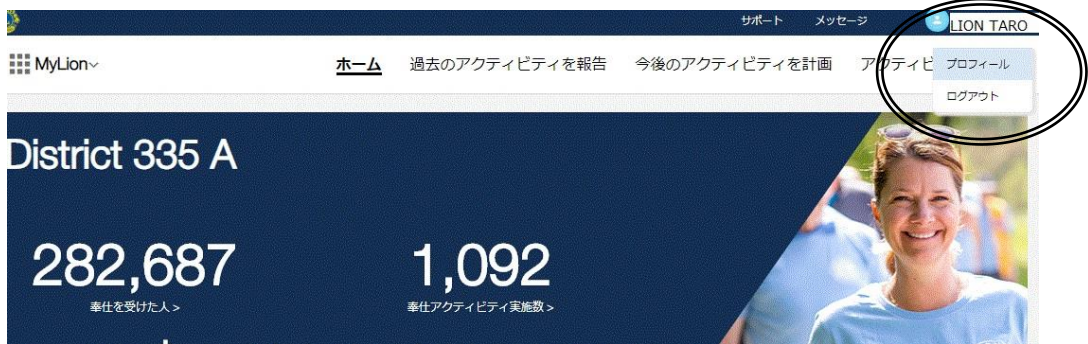 サポート メッセージ LION TARO
MyLion ホーム 過去のアクティビティを報告 今後のアクティビティを計画 アクティビ
プロフィール
ログアウト
District 335 A
282,687 1,092
奉仕を受けた人 > 奉仕アクティビティ実施数 >